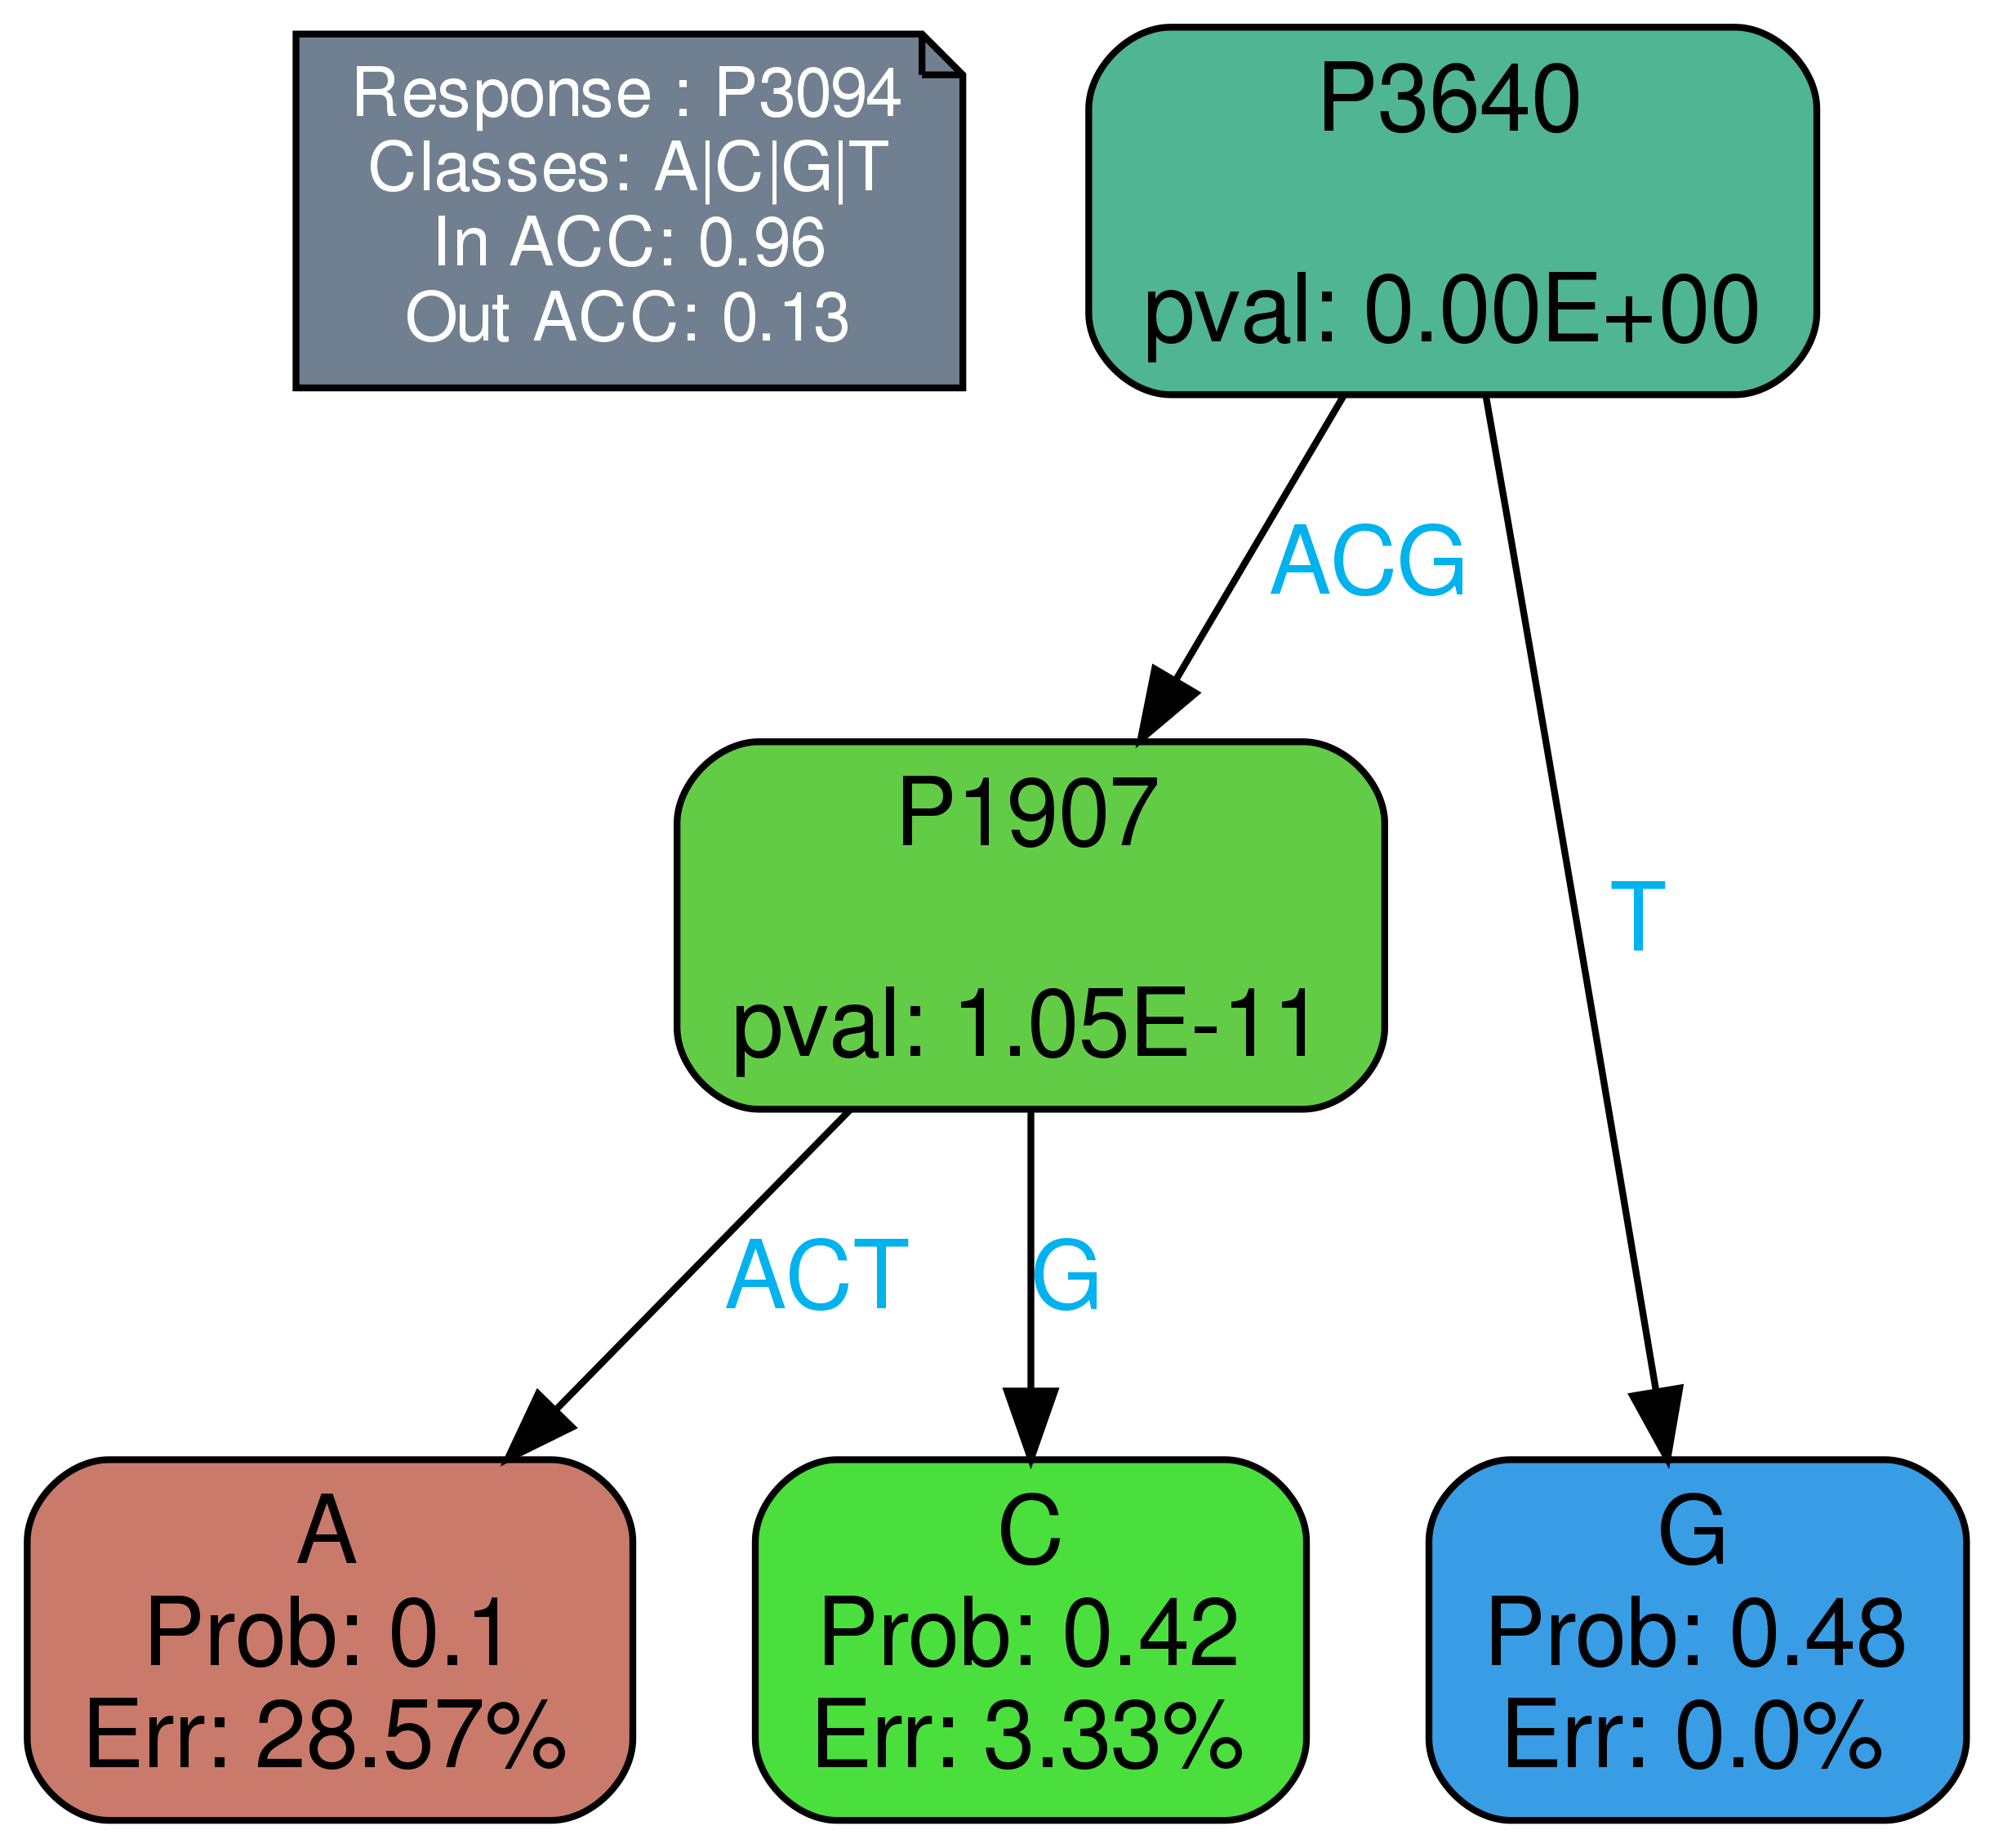 Response : P3094
Classes: A|C|G|T
In ACC: 0.96
Out ACC: 0.13
P3640
pval: 0.00E+00
ACG
T
P1907
pval: 1.05E-11
ACT
G
A
Prob: 0.1
Err: 28.57%
C
Prob: 0.42
Err: 3.33%
G
Prob: 0.48
Err: 0.0%